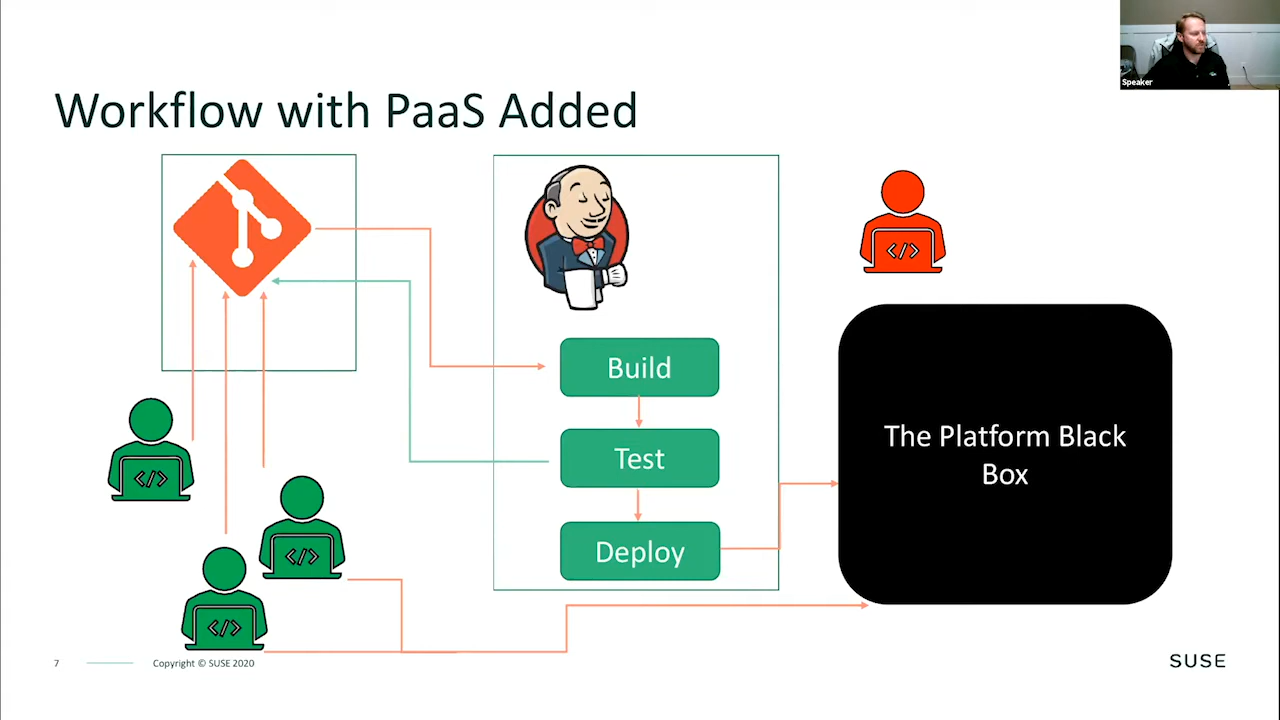 Speaker
Workflow with PaaS Added
Build
Test
Deploy
The Platform Black
Box
</>
</>
</>
</>
7
Copyright © SUSE 2020
SUSE